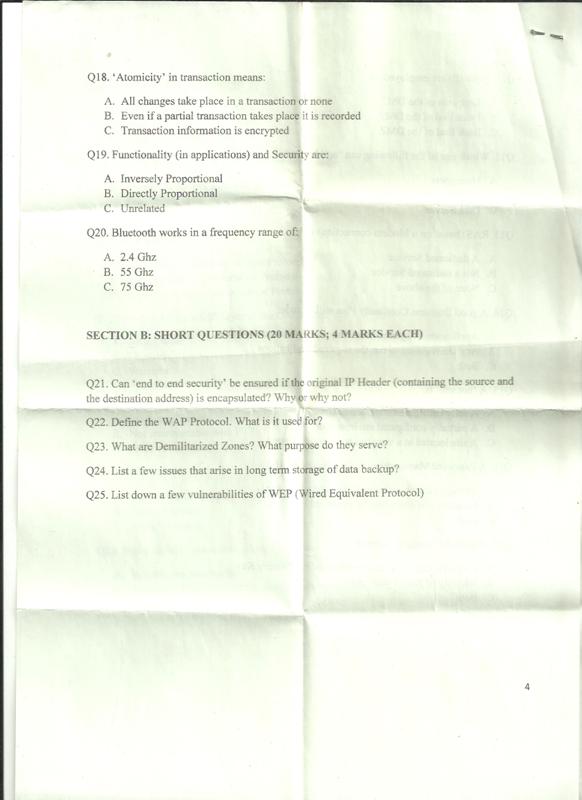 Q18. ‘Atomicity’ in transaction means:
A. All changes take place in a transaction or none
B. Even if a partial transaction takes place it is recorded
C. Transaction information is encrypted
Q19. Functionality (in applications) and Security are:
A. Inversely Proportional
B. Directly Proportional
C. Unrelated
Q20. Bluetooth works in a frequency range of:
A. 2.4 Ghz
B. 55 Ghz
C. 75 Ghz
SECTION B: SHORT QUESTIONS (20 MARKS; 4 MARKS EACH)
Q21. Can ‘end to end security’ be ensured if the original IP Header (containing the source and
the destination address) is encapsulated? Why or why not?
Q22. Define the WAP Protocol. What is it used for?
Q23. What are Demilitarized Zones? What purpose do they serve?
Q24. List a few issues that arise in long term storage of data backup?
Q25. List down a few vulnerabilities of WEP (Wired Equivalent Protocol)
4